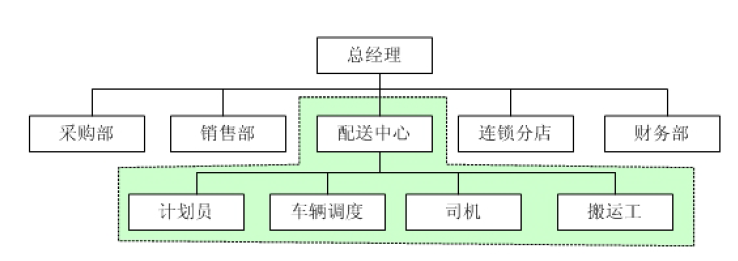 总经理
采购部
销售部
配送中心
连锁分店
财务部
计划员
车辆调度
司机
搬运工